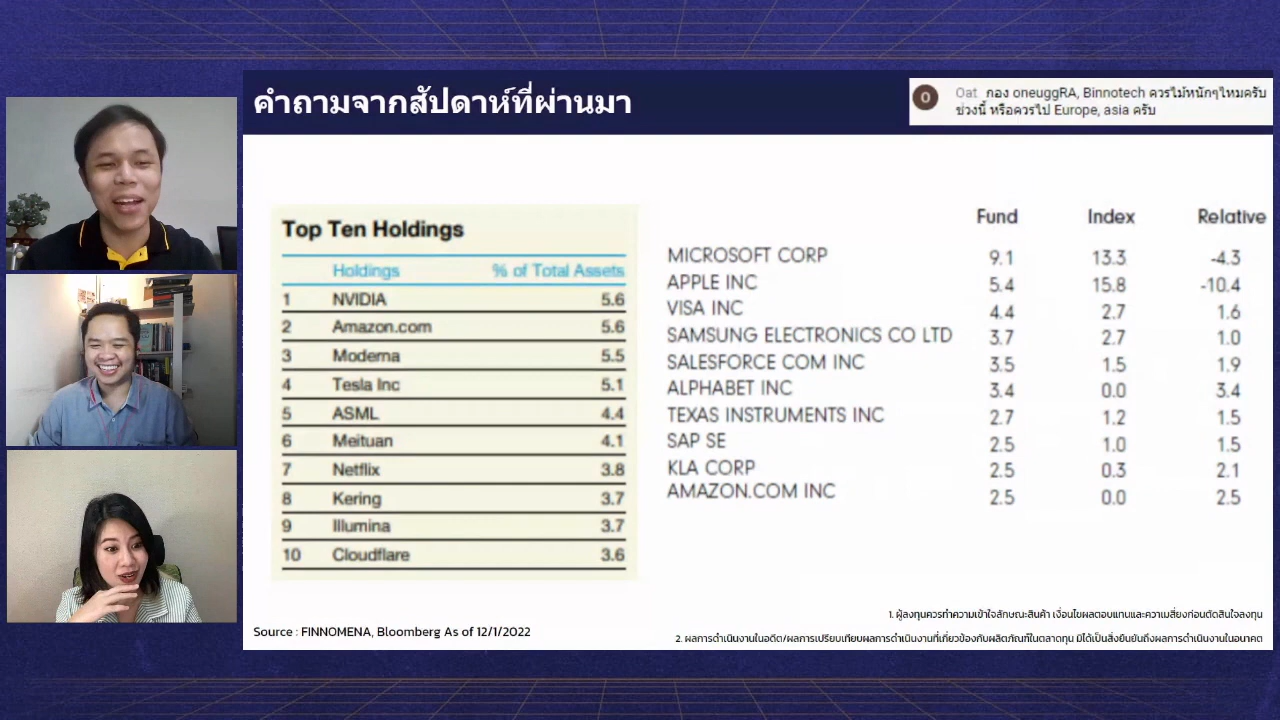 คำถามจากสัปดาห์ที่ผ่านมา
O
Oat กอง oneuggRA, Binnotech ควรไม้หนักๆไหมครับ
ช่วงนี้ หรือควรไป Europe, asia ครับ
Top Ten Holdings
Holdings % of Total Assets
1 NVIDIA 5.6
2 Amazon.com 5.6
3 Moderna 5.5
4 Tesla Inc 5.1
5 ASML 4.4
6 Meituan 4.1
7 Netflix 3.8
8 Kering 3.7
9 Illumina 3.7
10 Cloudflare 3.6
Fund Index Relative
MICROSOFT CORP 9.1 13.3 -4.3
APPLE INC 5.4 15.8 -10.4
VISA INC 4.4 2.7 1.6
SAMSUNG ELECTRONICS CO LTD 3.7 2.7 1.0
SALESFORCE COM INC 3.5 1.5 1.9
ALPHABET INC 3.4 0.0 3.4
TEXAS INSTRUMENTS INC 2.7 1.2 1.5
SAP SE 2.5 1.0 1.5
KLA CORP 2.5 0.3 2.1
AMAZON.COM INC 2.5 0.0 2.5
1. ผู้ลงทุนควรทำความเข้าใจลักษณะสินค้า เงื่อนไขผลตอบแทนและความเสี่ยงก่อนตัดสินใจลงทุน
Source : FINNOMENA, Bloomberg As of 12/1/2022
2. ผลการดำเนินงานในอดีต/ผลการเปรียบเทียบผลการดำเนินงานที่เกี่ยวข้องกับผลิตภัณฑ์ในตลาดทุน มิได้เป็นสิ่งยืนยันถึงผลการดำเนินงานในอนาคต